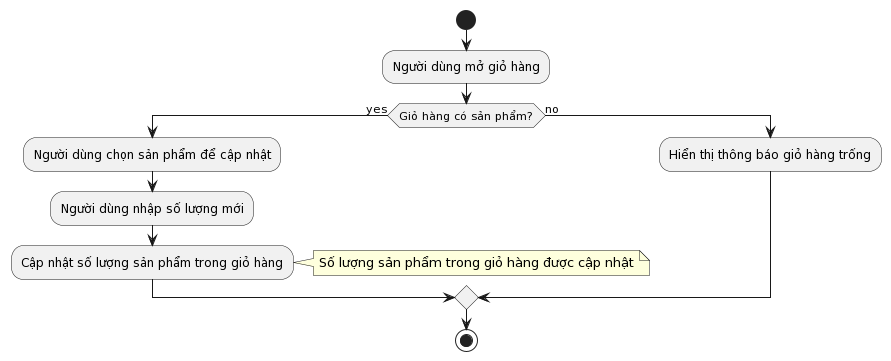 Người dùng mở giỏ hàng
yes
Giỏ hàng có sản phẩm?
no
Người dùng chọn sản phẩm để cập nhật
Hiển thị thông báo giỏ hàng trống
Người dùng nhập số lượng mới
Cập nhật số lượng sản phẩm trong giỏ hàng
Số lượng sản phẩm trong giỏ hàng được cập nhật